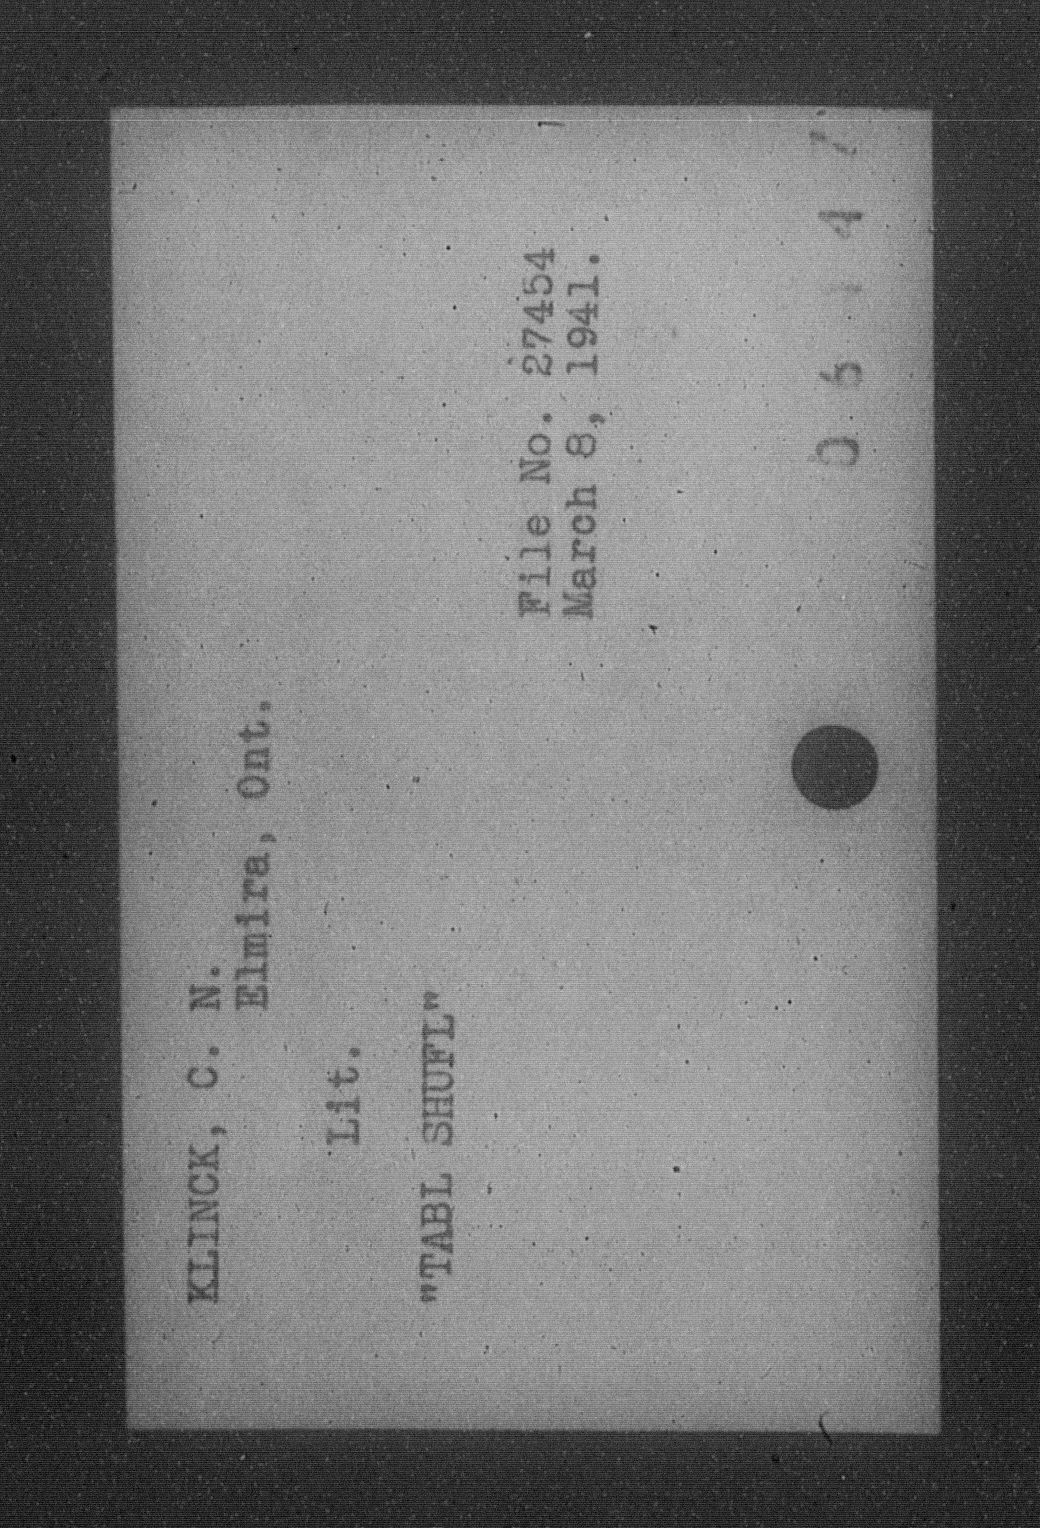 KLINCK, C. N.
Elmira, Ont.
Lit.
"TABL SHUFL"
File No. 27454
March 8, 1941.